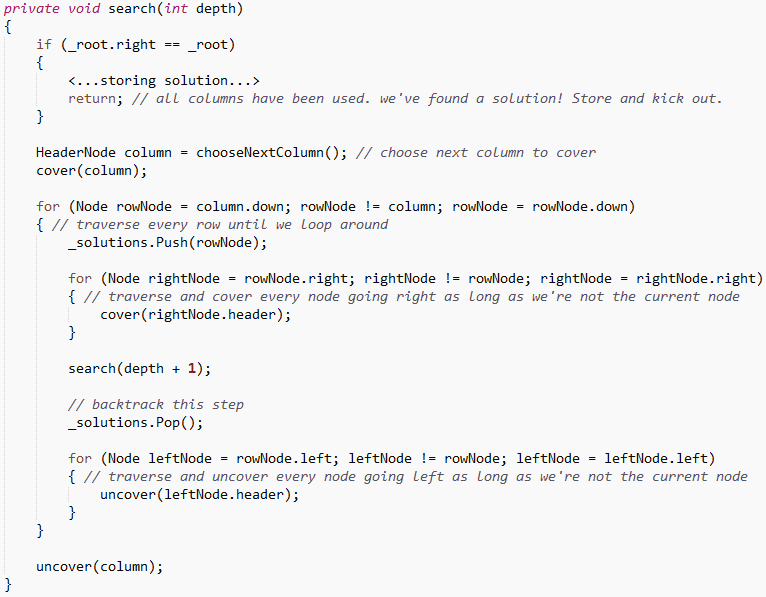 private void search(int depth)
{
    if (_root.right == _root)
    {
        <...storing solution...>
        return; // all columns have been used. we've found a solution! Store and kick out.
    }

    HeaderNode column = chooseNextColumn(); // choose next column to cover
    cover(column);

    for (Node rowNode = column.down; rowNode != column; rowNode = rowNode.down)
    { // traverse every row until we loop around
        _solutions.Push(rowNode);

        for (Node rightNode = rowNode.right; rightNode != rowNode; rightNode = rightNode.right)
        { // traverse and cover every node going right as long as we're not the current node
            cover(rightNode.header);
        }

        search(depth + 1);

        // backtrack this step
        _solutions.Pop();

        for (Node leftNode = rowNode.left; leftNode != rowNode; leftNode = leftNode.left)
        { // traverse and uncover every node going left as long as we're not the current node
            uncover(leftNode.header);
        }
    }

    uncover(column);
}